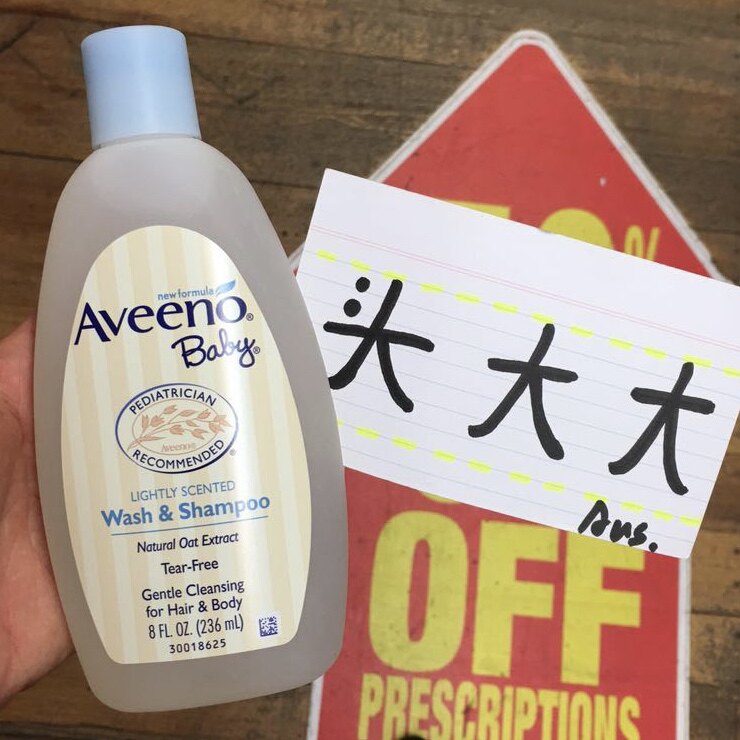 new formula
Aveeno®
Baby®
PEDIATRICIAN
Aveeno®
RECOMMENDED
LIGHTLY SCENTED
Wash & Shampoo
Natural Oat Extract
Tear-Free
Gentle Cleansing
for Hair & Body
8 FL. OZ. (236 mL)
30018625
头大大
Aus.
%
OFF
PRESCRIPTIONS